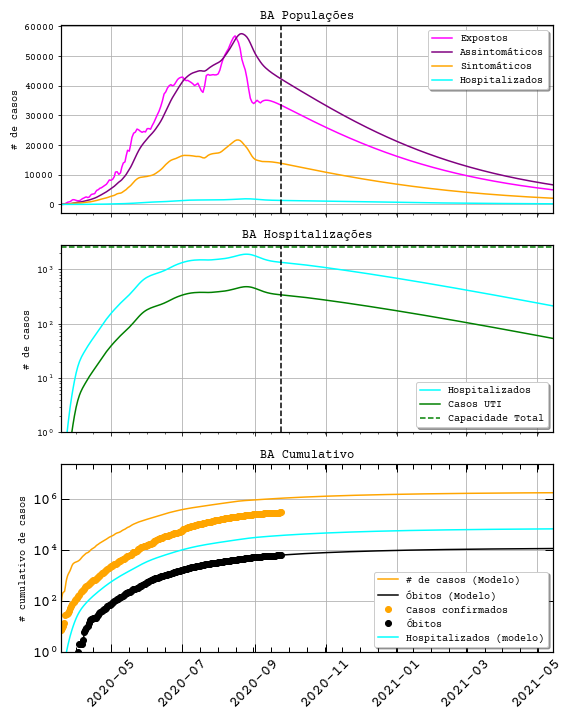 BA Populações
60000
50000
40000
30000
20000
10000
0
# de casos
Expostos
Assintomáticos
Sintomáticos
Hospitalizados
BA Hospitalizações
10³
10²
10¹
10⁰
# de casos
Hospitalizados
Casos UTI
Capacidade Total
BA Cumulativo
10⁶
10⁴
10²
10⁰
# cumulativo de casos
# de casos (Modelo)
Óbitos (Modelo)
Casos confirmados
Óbitos
Hospitalizados (modelo)
2020-05
2020-07
2020-09
2020-11
2021-01
2021-03
2021-05